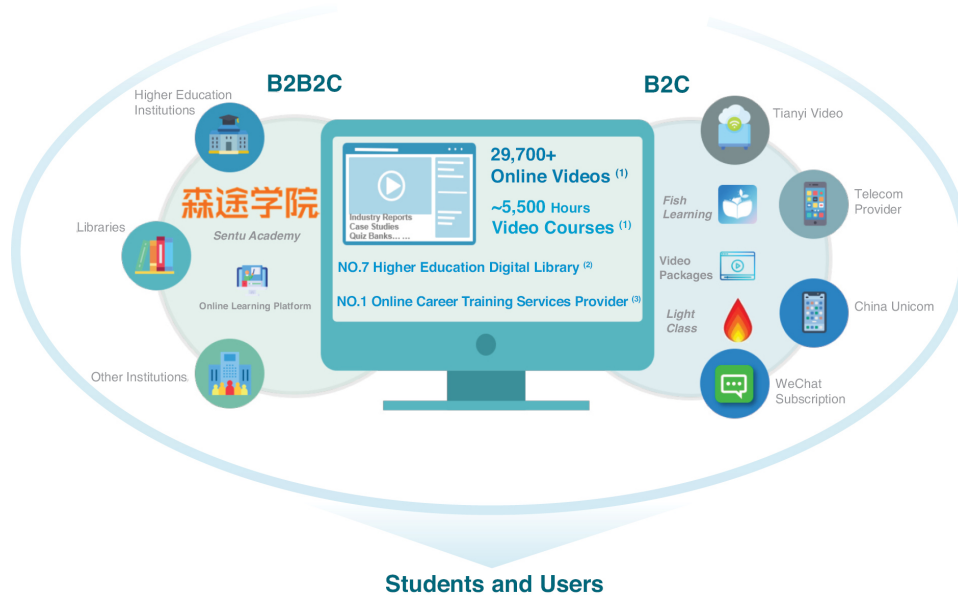 B2B2C
B2C
Higher Education
Institutions
Libraries
Other Institutions
森途学院
Sentu Academy
Online Learning Platform
Industry Reports
Case Studies
Quiz Banks... ...
29,700+
Online Videos (1)
~5,500 Hours
Video Courses (1)
NO.7 Higher Education Digital Library (2)
NO.1 Online Career Training Services Provider (3)
Fish
Learning
Video
Packages
Light
Class
Tianyi Video
Telecom
Provider
China Unicom
WeChat
Subscription
Students and Users